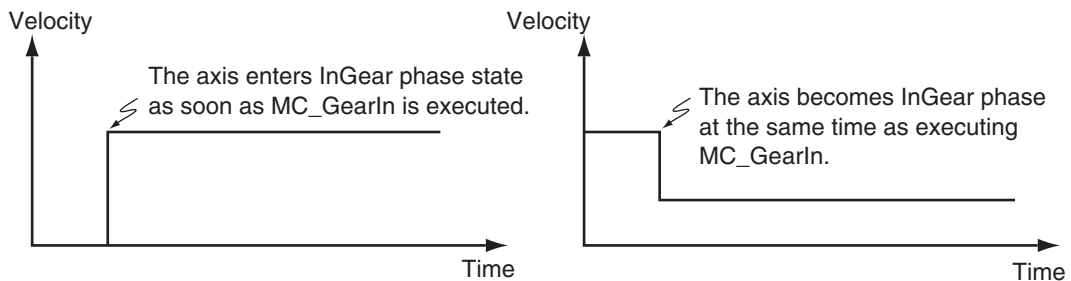 Velocity
The axis enters InGear phase state
as soon as MC_GearIn is executed.
Time
Velocity
The axis becomes InGear phase
at the same time as executing
MC_GearIn.
Time